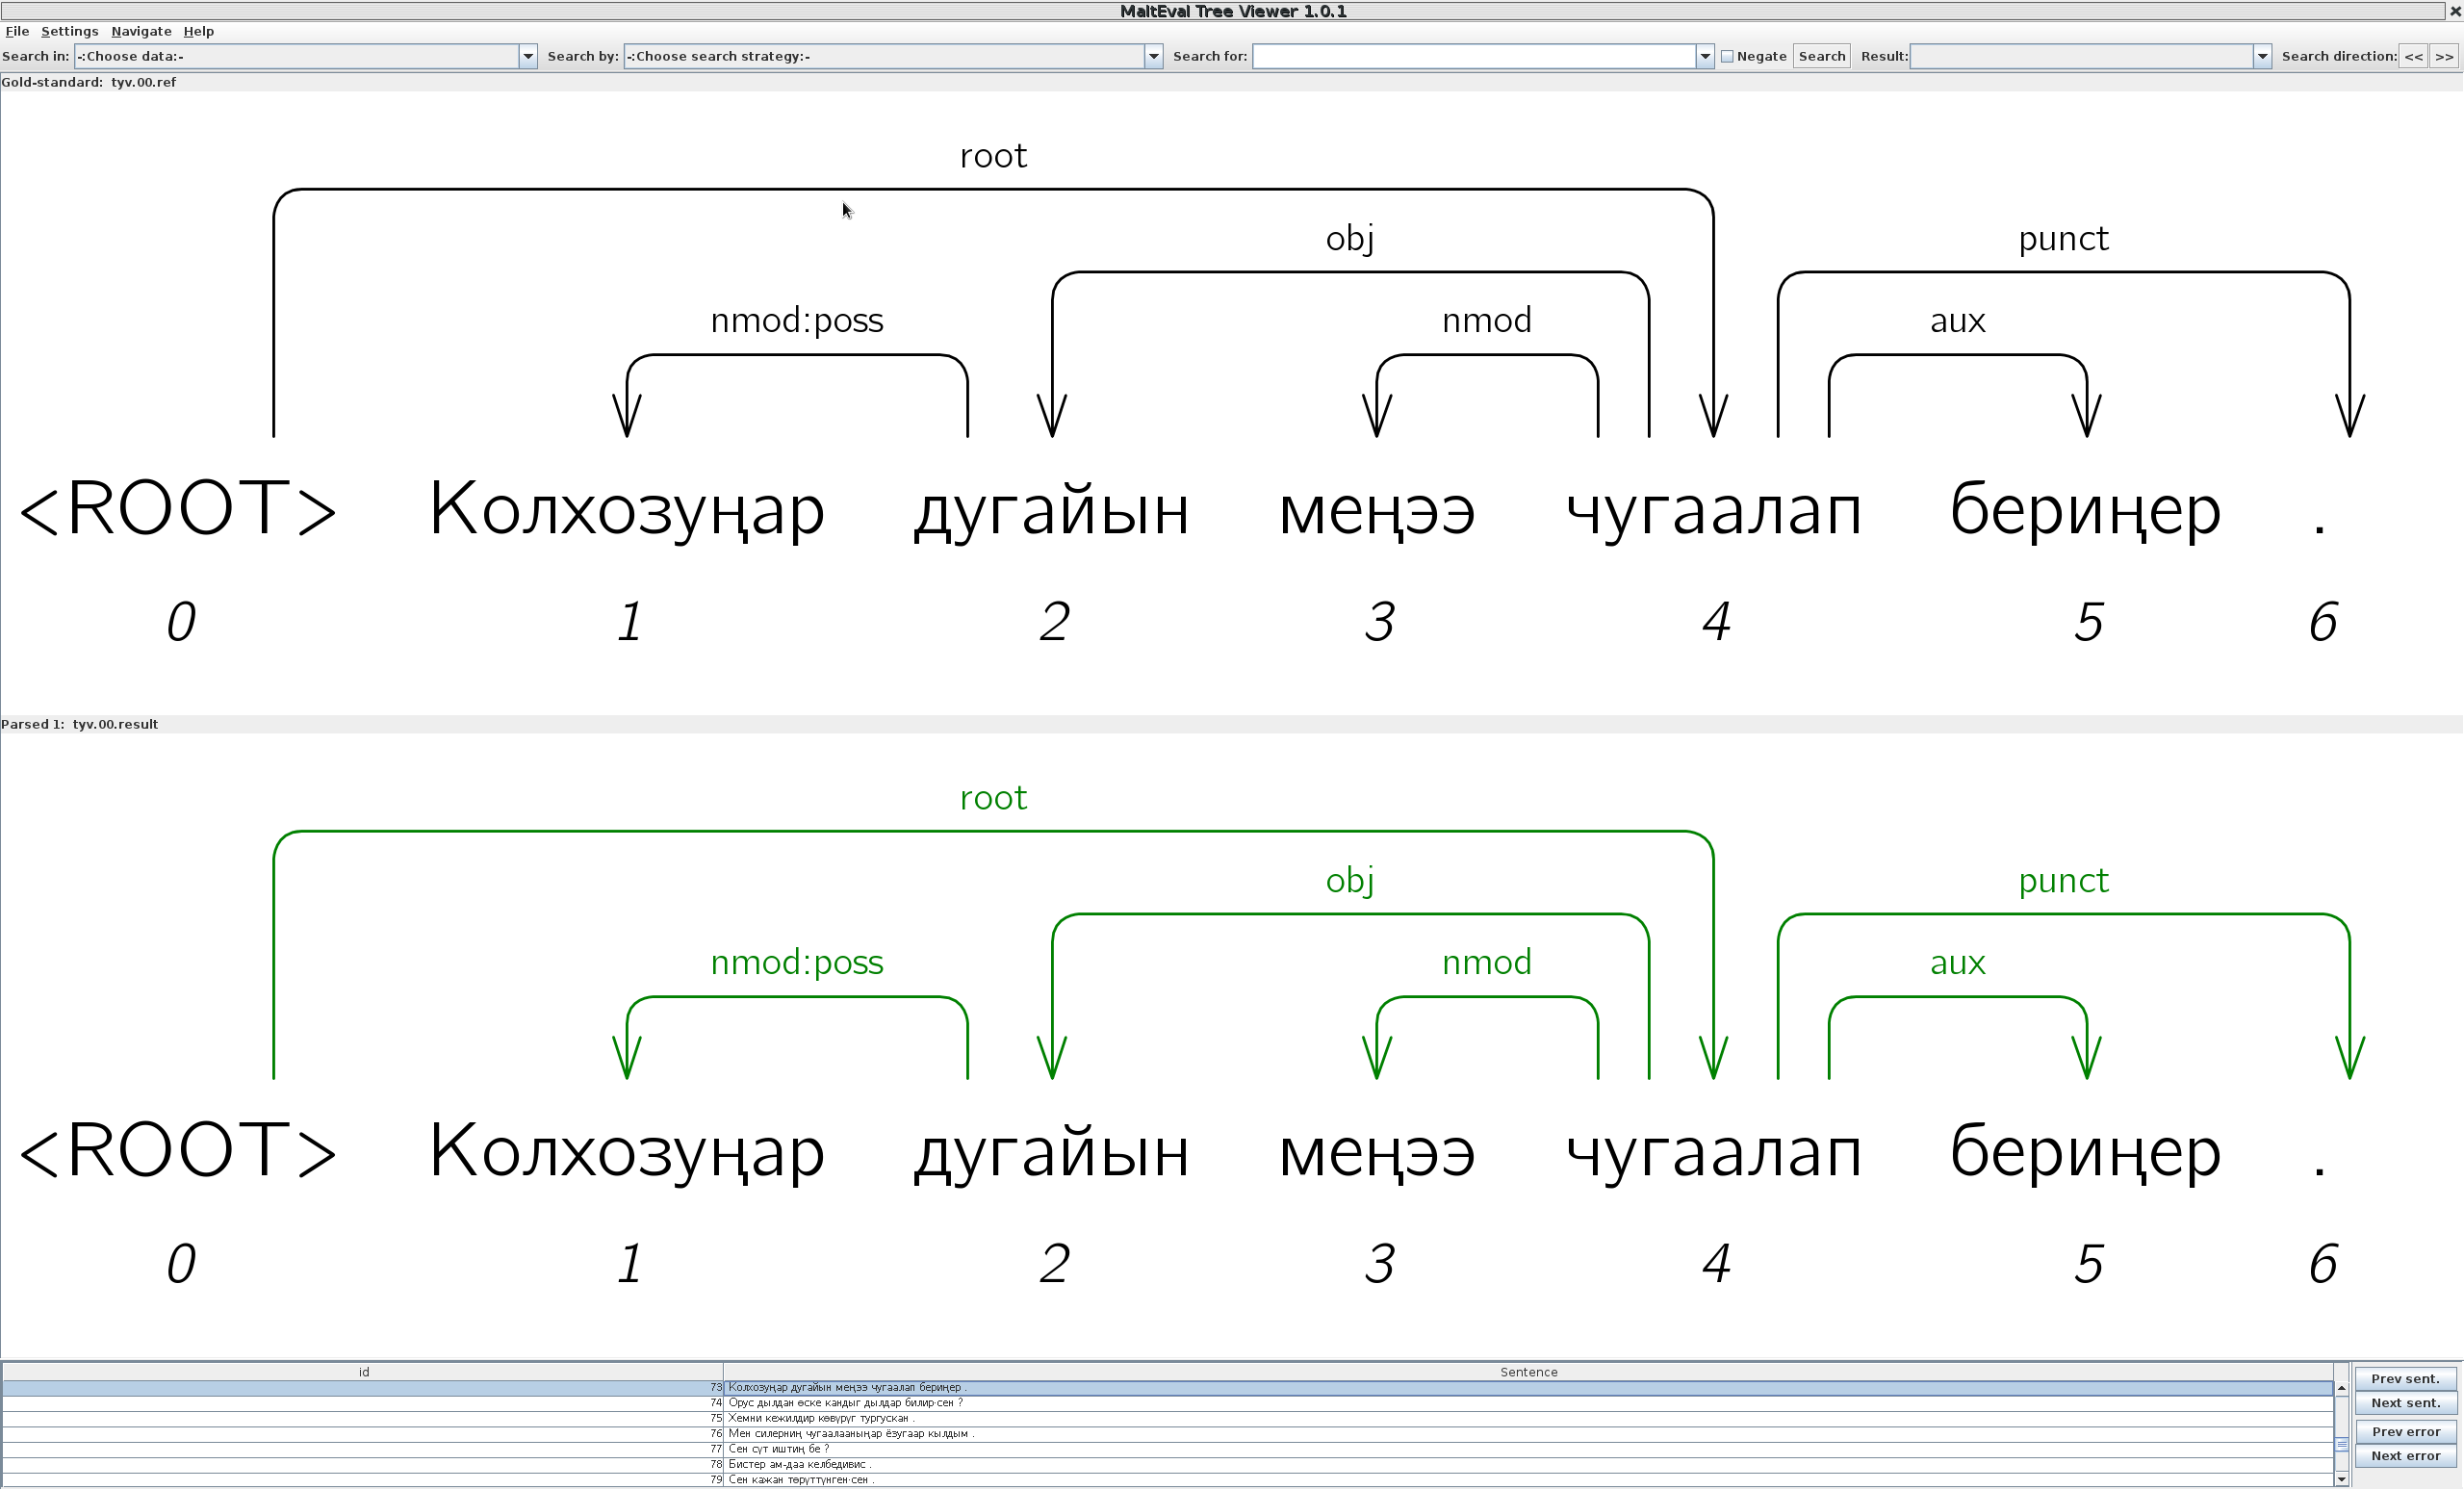 MaltEval Tree Viewer 1.0.1
File Settings Navigate Help
Search in: -:Choose data:- Search by: -:Choose search strategy:- Search for: Negate Search Result: Search direction: << >>
Gold-standard: tyv.00.ref
root
obj punct
nmod:poss nmod aux
<ROOT> Колхозуңар дугайын меңээ чугаалап бериңер .
0 1 2 3 4 5 6
Parsed 1: tyv.00.result
root
obj punct
nmod:poss nmod aux
<ROOT> Колхозуңар дугайын меңээ чугаалап бериңер .
0 1 2 3 4 5 6
id Sentence
73 Колхозуңар дугайын меңээ чугаалап бериңер .
74 Орус дылдан өске кандыг дылдар билир·сен ?
75 Хемни кежилдир көвүрүг тургускан .
76 Мен силерниң чугаалааныңар ёзугаар кылдым .
77 Сен сүт иштиң бе ?
78 Бистер ам-даа келбедивис .
79 Сен кажан төрүттүнген·сен .
Prev sent.
Next sent.
Prev error
Next error